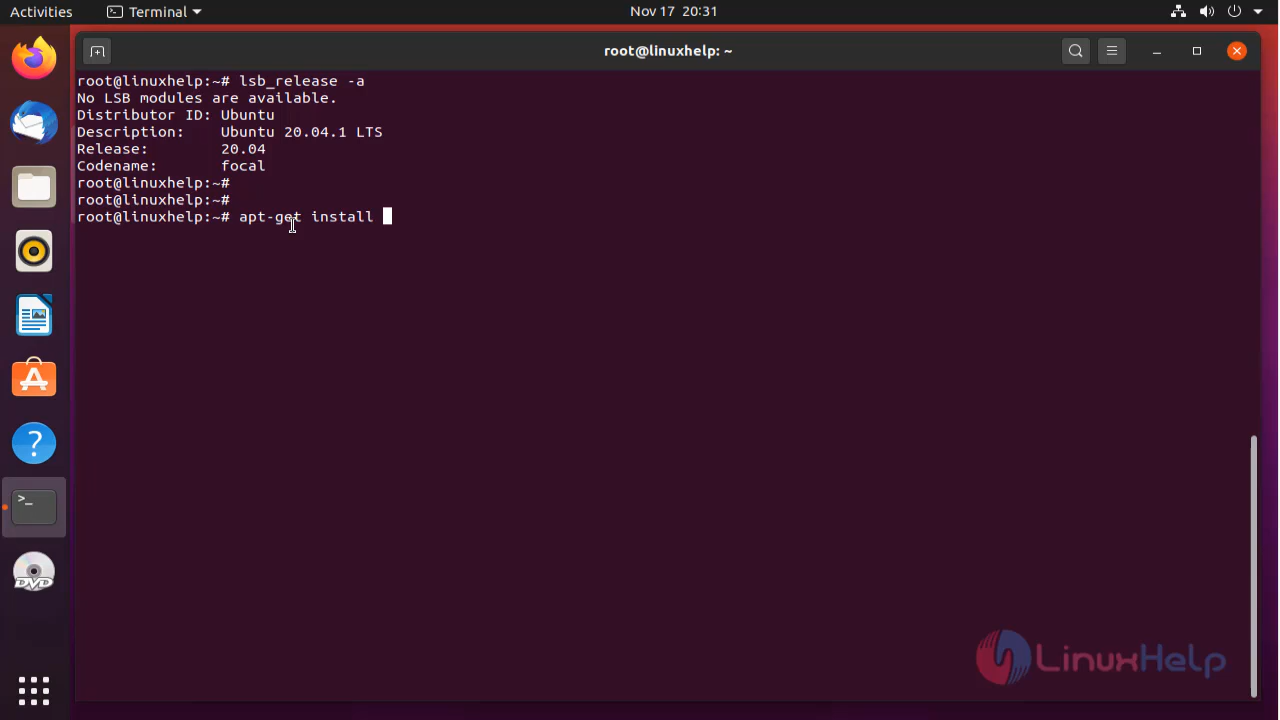 Activities
Terminal
Nov 17 20:31
root@linuxhelp: ~
root@linuxhelp:~# lsb_release -a
No LSB modules are available.
Distributor ID: Ubuntu
Description:    Ubuntu 20.04.1 LTS
Release:        20.04
Codename:       focal
root@linuxhelp:~#
root@linuxhelp:~#
root@linuxhelp:~# apt-get install
>_
DVD
LinuxHelp